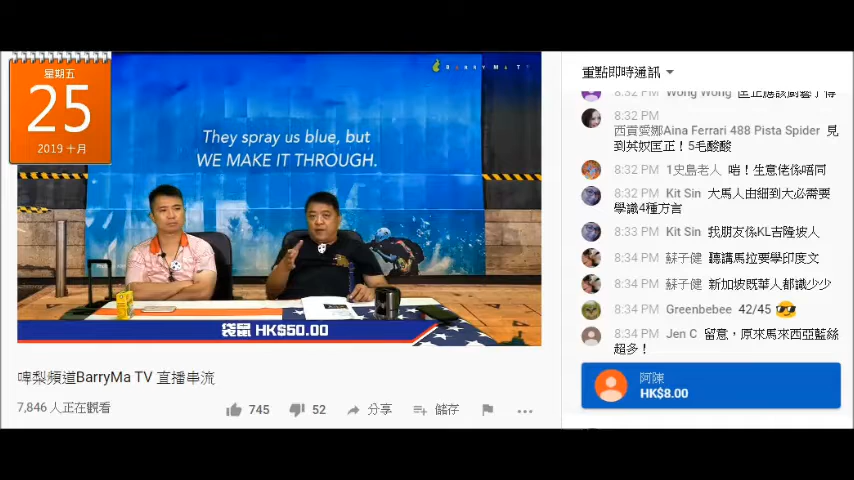 星期五
25
2019 十月
BARRY MA TV
They spray us blue, but
WE MAKE IT THROUGH.
袋鼠 HK$50.00
啤梨頻道BarryMa TV 直播串流
7,846 人正在觀看
745
52
分享
儲存
重點即時通訊
8:32 PM Wong Wong
8:32 PM
西貢愛娜Aina Ferrari 488 Pista Spider 見
到英奴匡正！5毛酸酸
8:32 PM 1史島老人 啱！生意佬係唔同
8:32 PM Kit Sin 大馬人由細到大必需要
學識4種方言
8:33 PM Kit Sin 我朋友係KL吉隆坡人
8:34 PM 蘇子健 聽講馬拉要學印度文
8:34 PM 蘇子健 新加坡既華人都識少少
8:34 PM Greenbebee 42/45 😎
8:34 PM Jen C 留意，原來馬來西亞藍絲
超多！
阿陳
HK$8.00